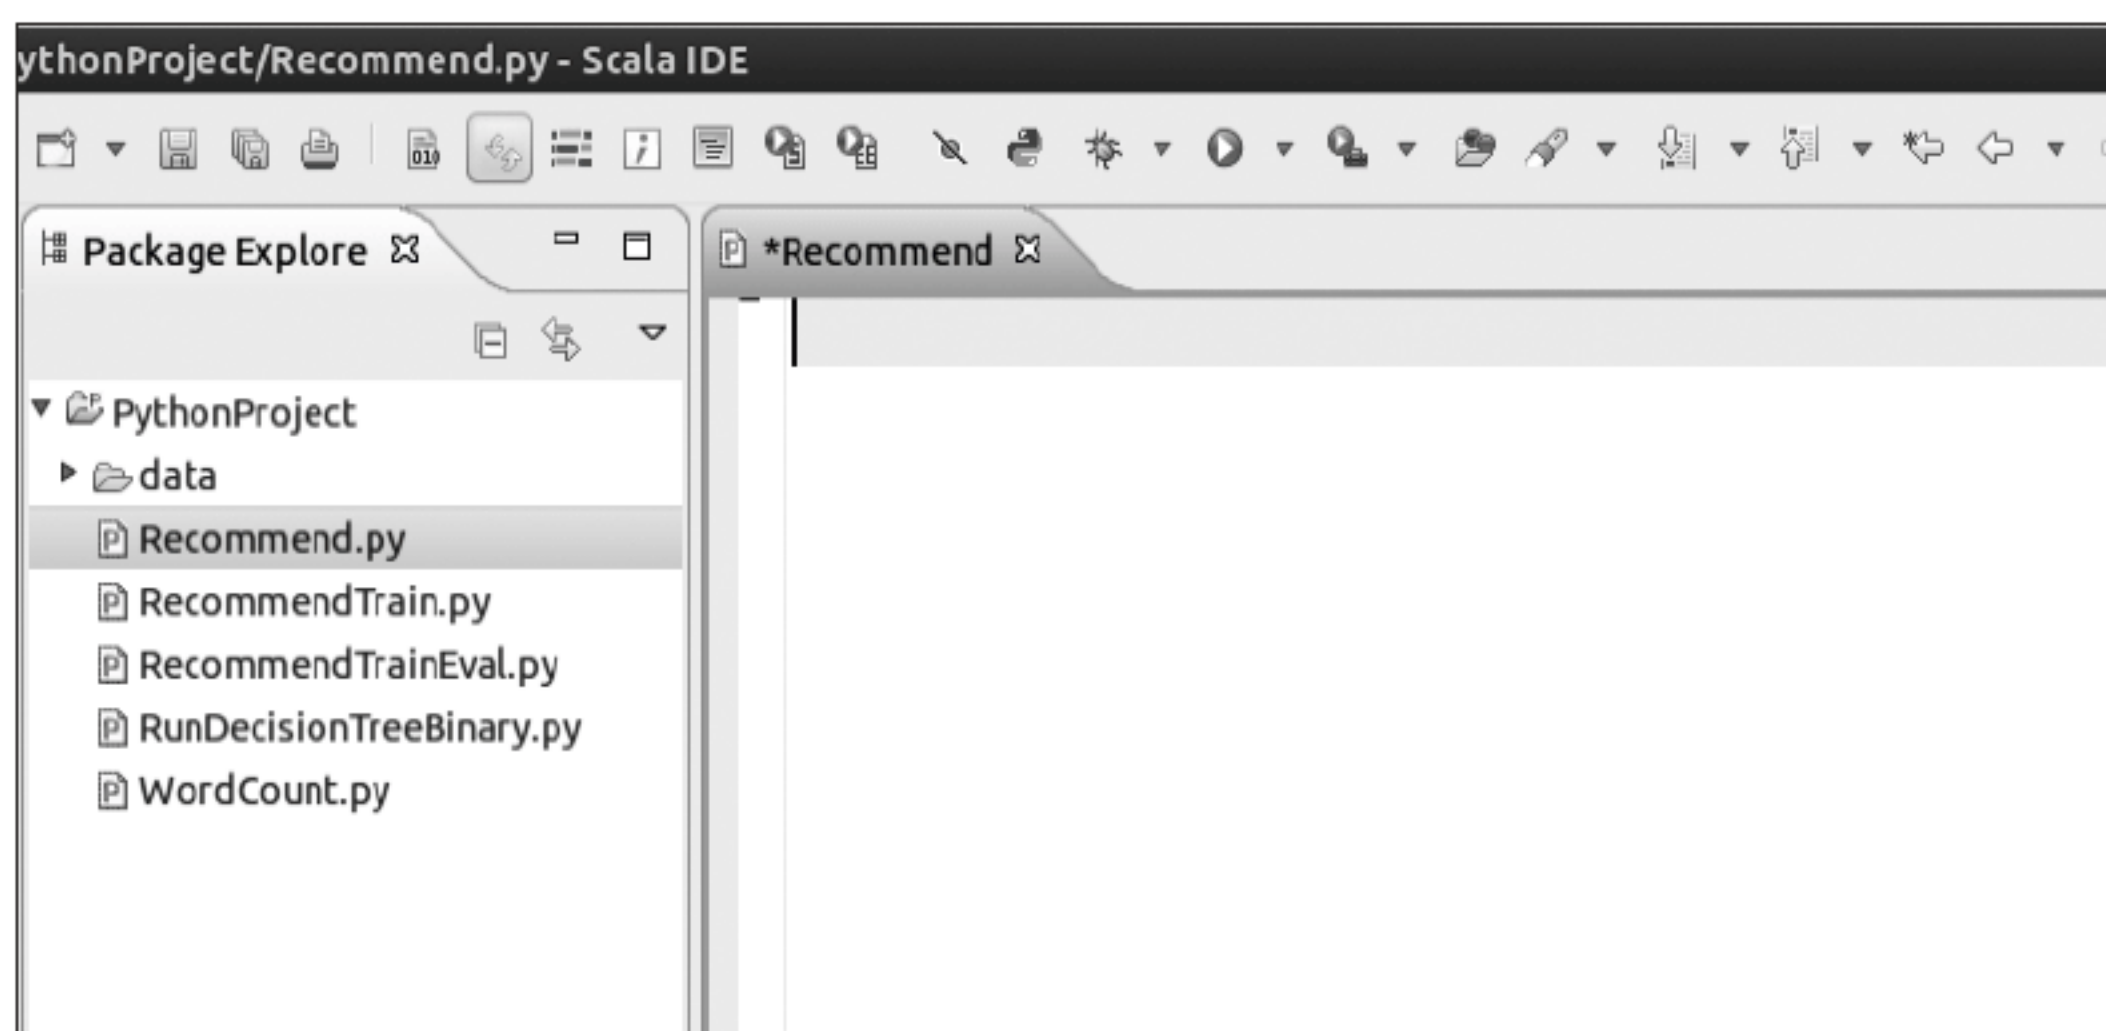 ythonProject/Recommend.py - Scala IDE
010
Package Explore
*Recommend
PythonProject
data
Recommend.py
RecommendTrain.py
RecommendTrainEval.py
RunDecisionTreeBinary.py
WordCount.py